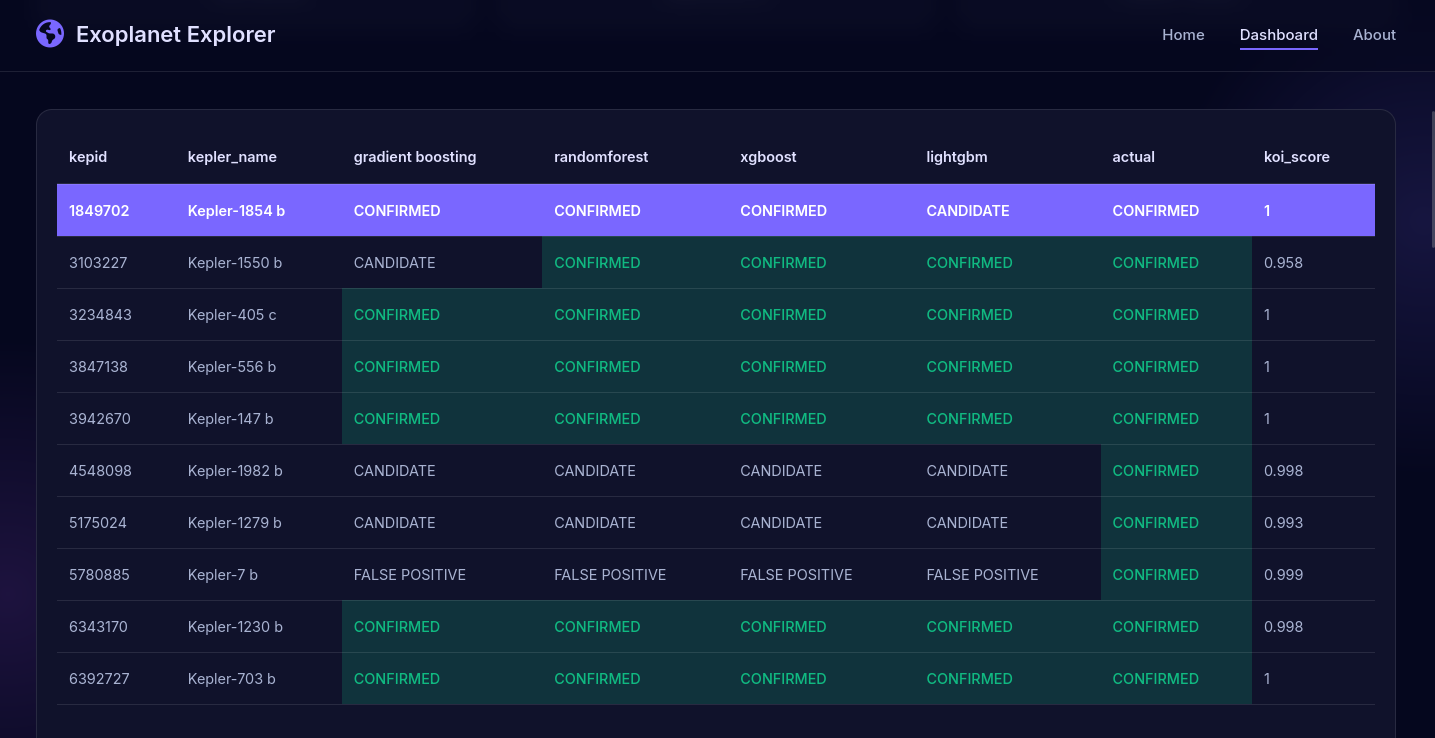 Exoplanet Explorer
Home Dashboard About
kepid kepler_name gradient boosting randomforest xgboost lightgbm actual koi_score
1849702 Kepler-1854 b CONFIRMED CONFIRMED CONFIRMED CANDIDATE CONFIRMED 1
3103227 Kepler-1550 b CANDIDATE CONFIRMED CONFIRMED CONFIRMED CONFIRMED 0.958
3234843 Kepler-405 c CONFIRMED CONFIRMED CONFIRMED CONFIRMED CONFIRMED 1
3847138 Kepler-556 b CONFIRMED CONFIRMED CONFIRMED CONFIRMED CONFIRMED 1
3942670 Kepler-147 b CONFIRMED CONFIRMED CONFIRMED CONFIRMED CONFIRMED 1
4548098 Kepler-1982 b CANDIDATE CANDIDATE CANDIDATE CANDIDATE CONFIRMED 0.998
5175024 Kepler-1279 b CANDIDATE CANDIDATE CANDIDATE CANDIDATE CONFIRMED 0.993
5780885 Kepler-7 b FALSE POSITIVE FALSE POSITIVE FALSE POSITIVE FALSE POSITIVE CONFIRMED 0.999
6343170 Kepler-1230 b CONFIRMED CONFIRMED CONFIRMED CONFIRMED CONFIRMED 0.998
6392727 Kepler-703 b CONFIRMED CONFIRMED CONFIRMED CONFIRMED CONFIRMED 1